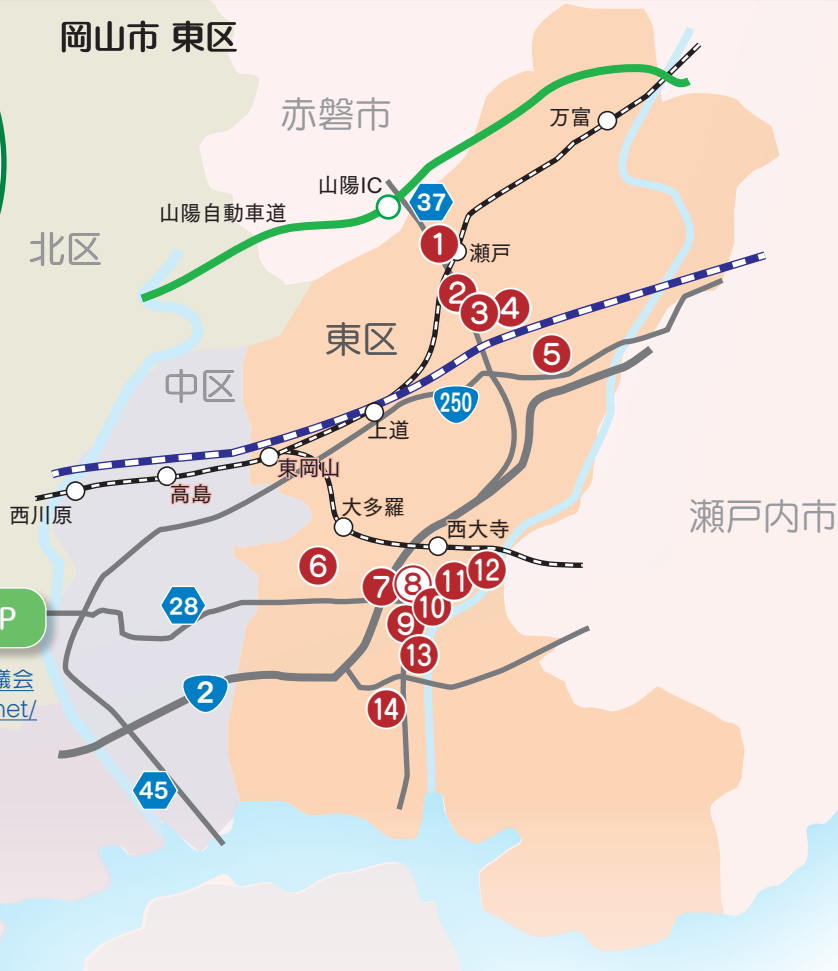 岡山市 東区
赤磐市
万富
山陽IC
37
山陽自動車道
1
瀬戸
北区
2
3
4
東区
5
中区
250
上道
東岡山
高島
西川原
大多羅
西大寺
瀬戸内市
6
7
8
11
12
28
10
9
P
13
議会
net/
2
14
45